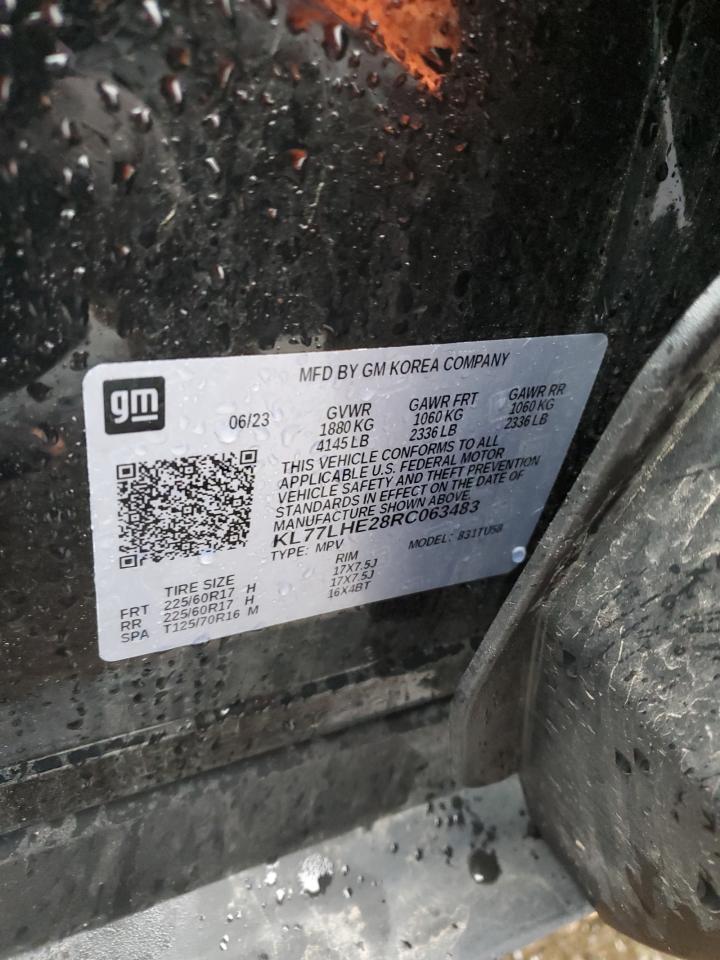 gm
MFD BY GM KOREA COMPANY
06/23
GVWR
1880 KG
4145 LB
GAWR FRT
1060 KG
2336 LB
GAWR RR
1060 KG
2336 LB
THIS VEHICLE CONFORMS TO ALL
APPLICABLE U.S. FEDERAL MOTOR
VEHICLE SAFETY AND THEFT PREVENTION
STANDARDS IN EFFECT ON THE DATE OF
MANUFACTURE SHOWN ABOVE.
KL77LHE28RC063483
TYPE: MPV
MODEL: 831TU58
TIRE SIZE
RIM
FRT 225/60R17 H 17X7.5J
RR 225/60R17 H 17X7.5J
SPA T125/70R16 M 16X4BT